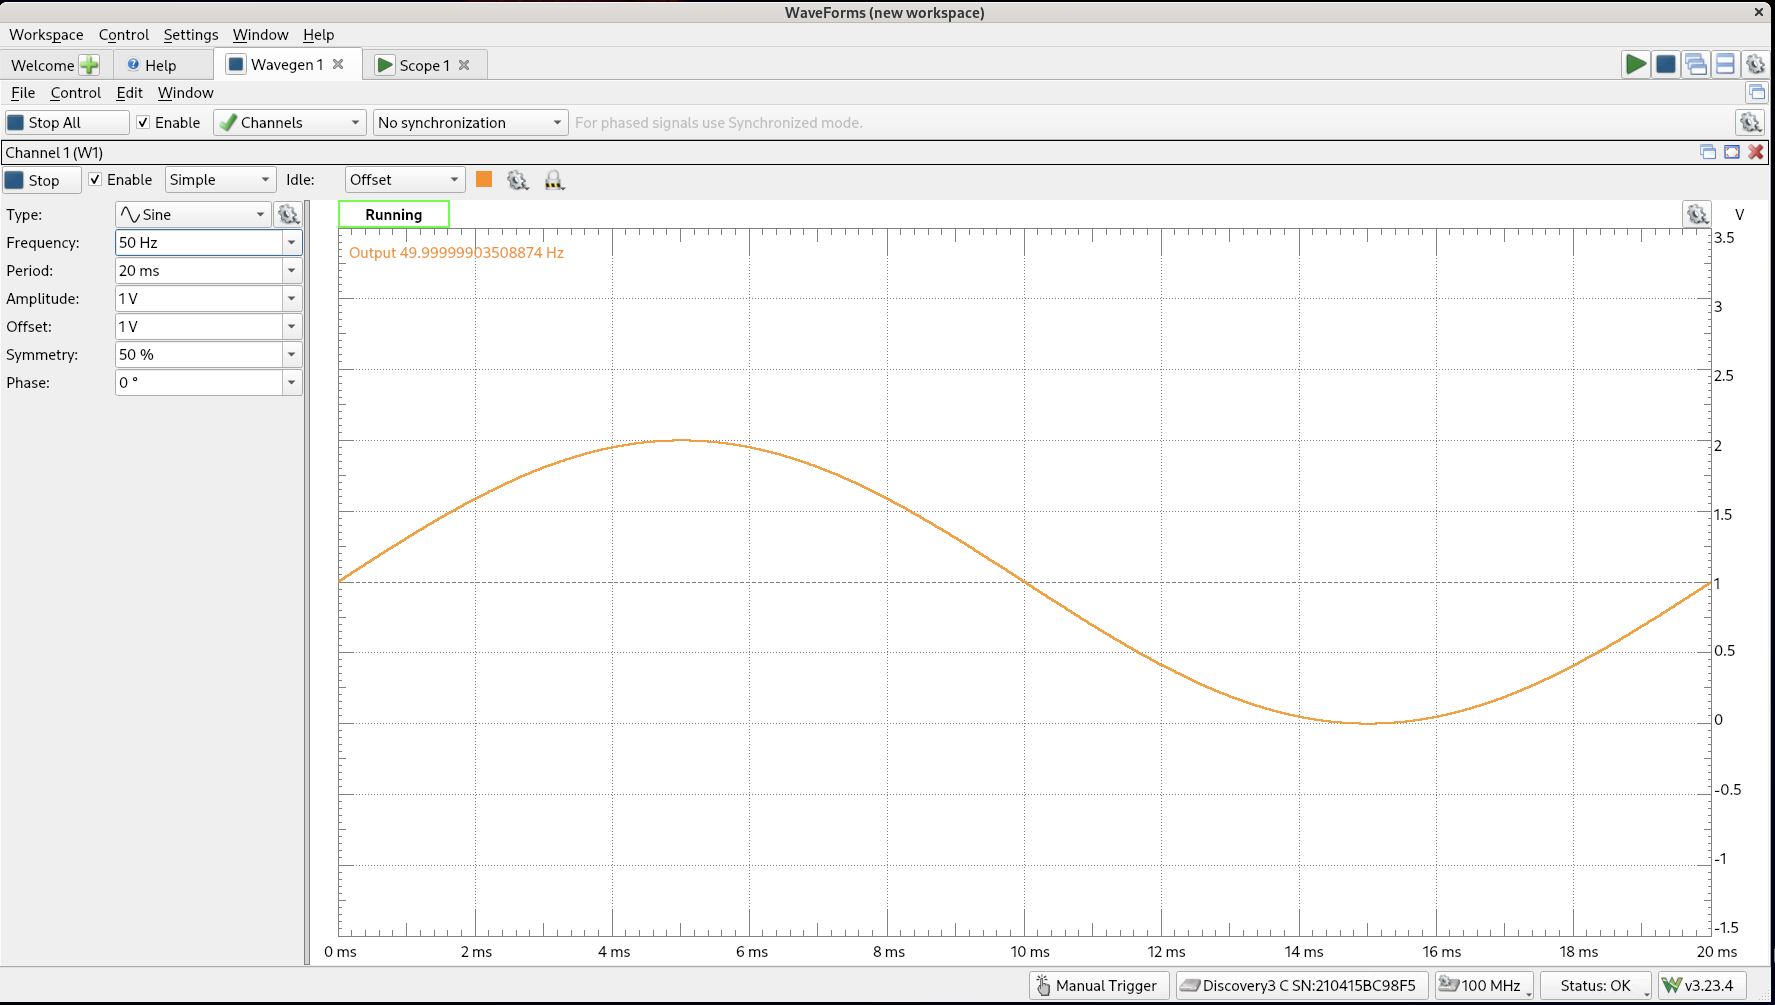 WaveForms (new workspace)
Workspace Control Settings Window Help
Welcome Help Wavegen 1 Scope 1
File Control Edit Window
Stop All Enable Channels No synchronization For phased signals use Synchronized mode.
Channel 1 (W1)
Stop Enable Simple Idle: Offset
Type: Sine
Running
V
Frequency: 50 Hz
Output 49.99999903508874 Hz
Period: 20 ms
Amplitude: 1 V
Offset: 1 V
Symmetry: 50 %
Phase: 0 °
3.5
3
2.5
2
1.5
1
0.5
0
-0.5
-1
-1.5
0 ms 2 ms 4 ms 6 ms 8 ms 10 ms 12 ms 14 ms 16 ms 18 ms 20 ms
Manual Trigger Discovery3 C SN:210415BC98F5 100 MHz Status: OK v3.23.4